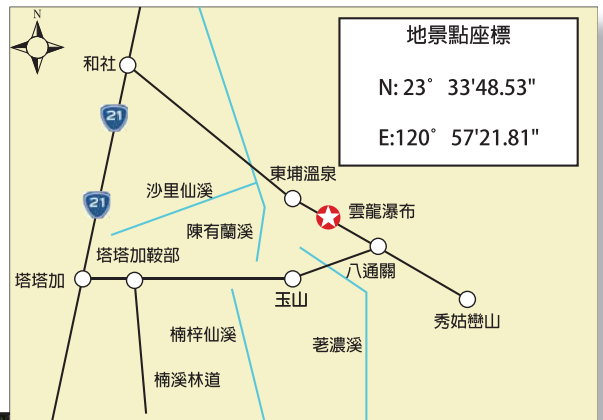 N
地景點座標
N: 23° 33'48.53"
E:120° 57'21.81"
和社
21
東埔溫泉
沙里仙溪
21
雲龍瀑布
陳有蘭溪
塔塔加鞍部
塔塔加
八通關
玉山
秀姑巒山
楠梓仙溪
荖濃溪
楠溪林道